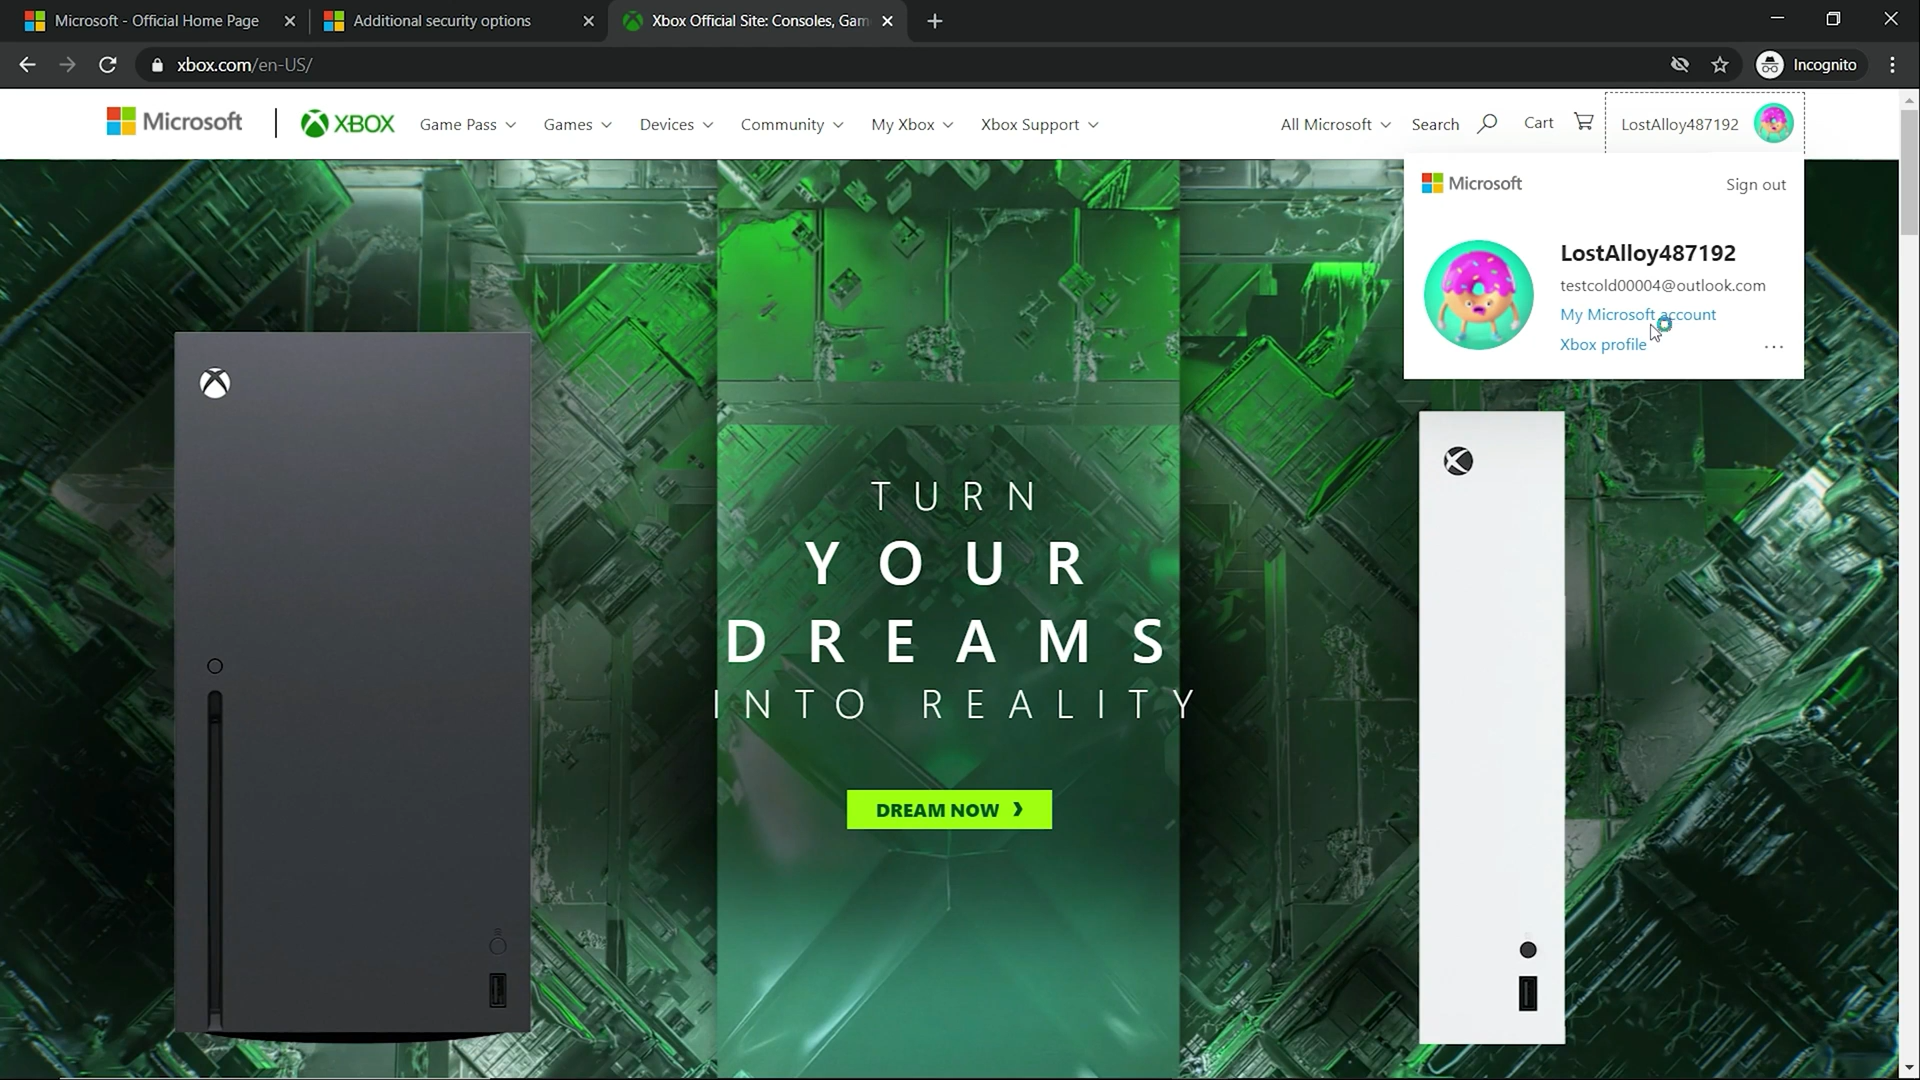 Microsoft - Official Home Page
Additional security options
Xbox Official Site: Consoles, Gam
xbox.com/en-US/
Incognito
Microsoft
XBOX
Game Pass
Games
Devices
Community
My Xbox
Xbox Support
All Microsoft
Search
Cart
LostAlloy487192
Microsoft
Sign out
LostAlloy487192
testcold00004@outlook.com
My Microsoft account
Xbox profile
...
TURN
YOUR
DREAMS
INTO REALITY
DREAM NOW